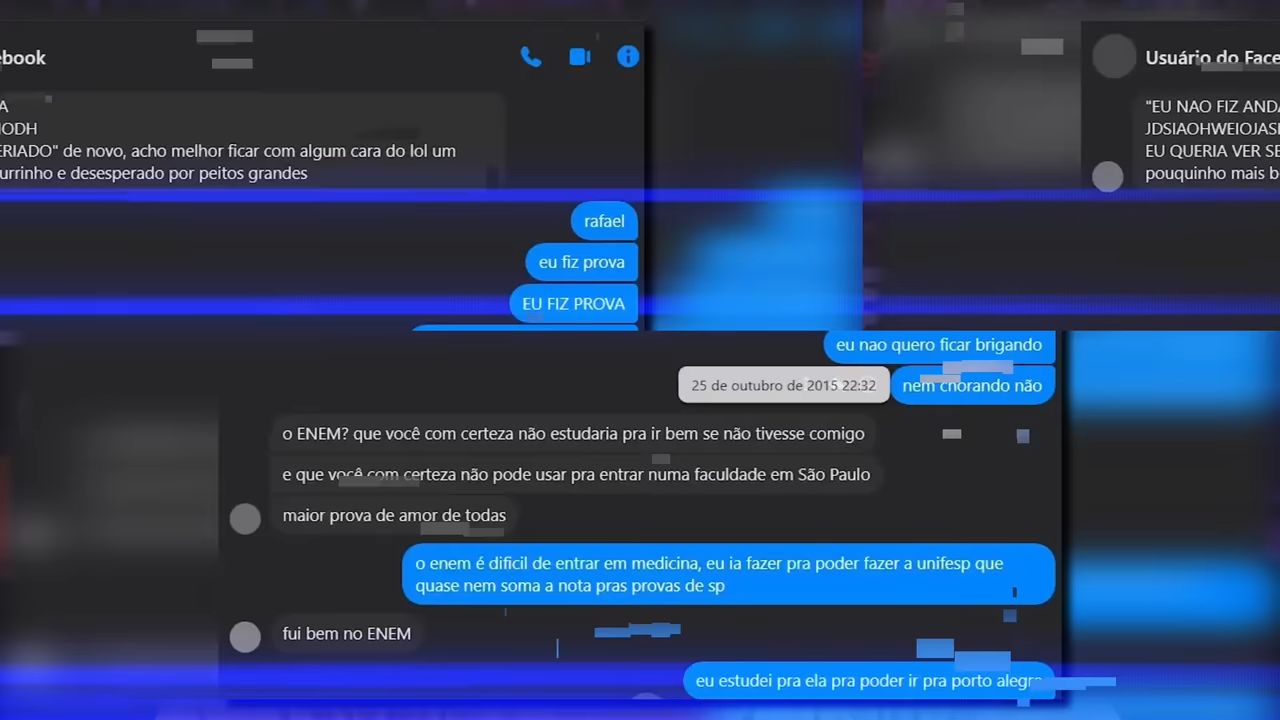 ebook
Usuário do Face
A
IODH
ERIADO" de novo, acho melhor ficar com algum cara do lol um
urrinho e desesperado por peitos grandes
"EU NAO FIZ ANDA
JDSIAOHWEIOJASI
EU QUERIA VER SE
pouquinho mais b
rafael
eu fiz prova
EU FIZ PROVA
eu nao quero ficar brigando
25 de outubro de 2015 22:32
nem chorando não
o ENEM? que você com certeza não estudaria pra ir bem se não tivesse comigo
e que você com certeza não pode usar pra entrar numa faculdade em São Paulo
maior prova de amor de todas
o enem é dificil de entrar em medicina, eu ia fazer pra poder fazer a unifesp que
quase nem soma a nota pras provas de sp
fui bem no ENEM
eu estudei pra ela pra poder ir pra porto alegre